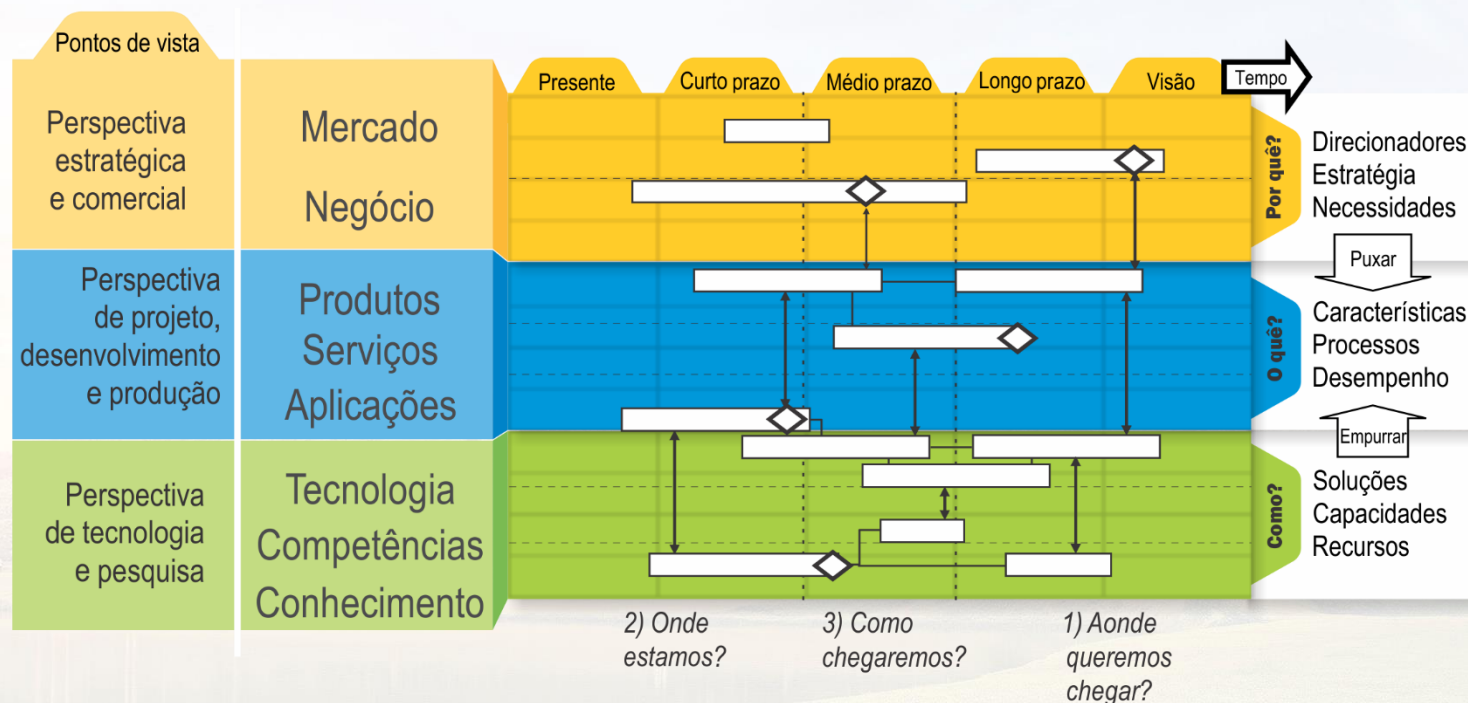 Pontos de vista
Presente
Curto prazo
Médio prazo
Longo prazo
Visão
Tempo
Perspectiva
estratégica
e comercial
Mercado
Negócio
Por quê?
Direcionadores
Estratégia
Necessidades
Puxar
Perspectiva
de projeto,
desenvolvimento
e produção
Produtos
Serviços
Aplicações
O quê?
Características
Processos
Desempenho
Empurrar
Perspectiva
de tecnologia
e pesquisa
Tecnologia
Competências
Conhecimento
Como?
Soluções
Capacidades
Recursos
2) Onde
estamos?
3) Como
chegaremos?
1) Aonde
queremos
chegar?